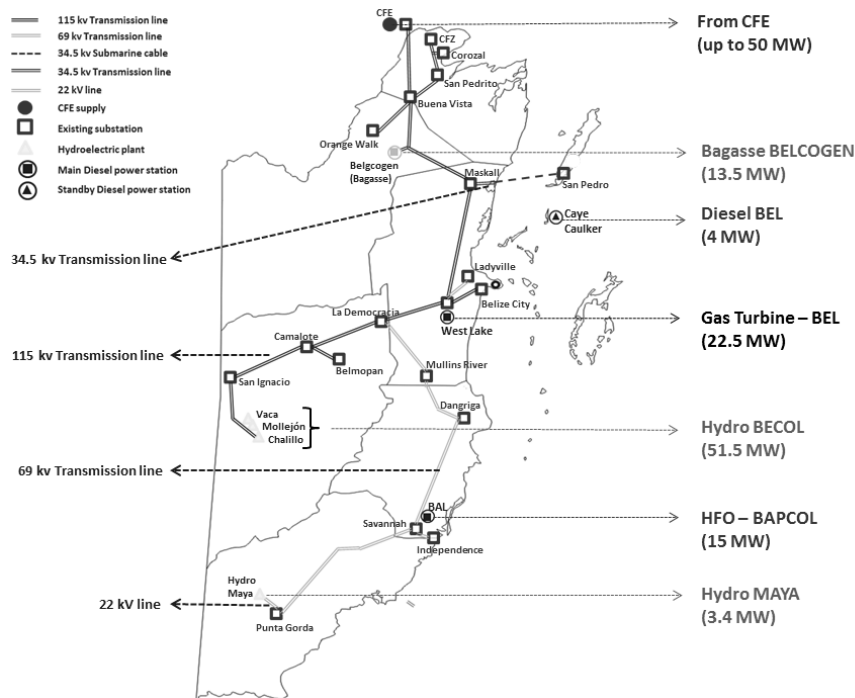 115 kv Transmission line
69 kv Transmission line
34.5 kv Submarine cable
34.5 kv Transmission line
22 kV line
CFE supply
Existing substation
Hydroelectric plant
Main Diesel power station
Standby Diesel power station
CFE
CFZ
Corozal
San Pedrito
Buena Vista
Orange Walk
Belgcogen
(Bagasse)
Maskall
San Pedro
Caye
Caulker
34.5 kv Transmission line
Ladyville
Belize City
La Democracia
West Lake
Camalote
115 kv Transmission line
Belmopan
San Ignacio
Mullins River
Dangriga
Vaca
Mollejón
Chalillo
69 kv Transmission line
BAL
Savannah
Independence
Hydro
Maya
22 kV line
Punta Gorda
From CFE
(up to 50 MW)
Bagasse BELCOGEN
(13.5 MW)
Diesel BEL
(4 MW)
Gas Turbine – BEL
(22.5 MW)
Hydro BECOL
(51.5 MW)
HFO – BAPCOL
(15 MW)
Hydro MAYA
(3.4 MW)